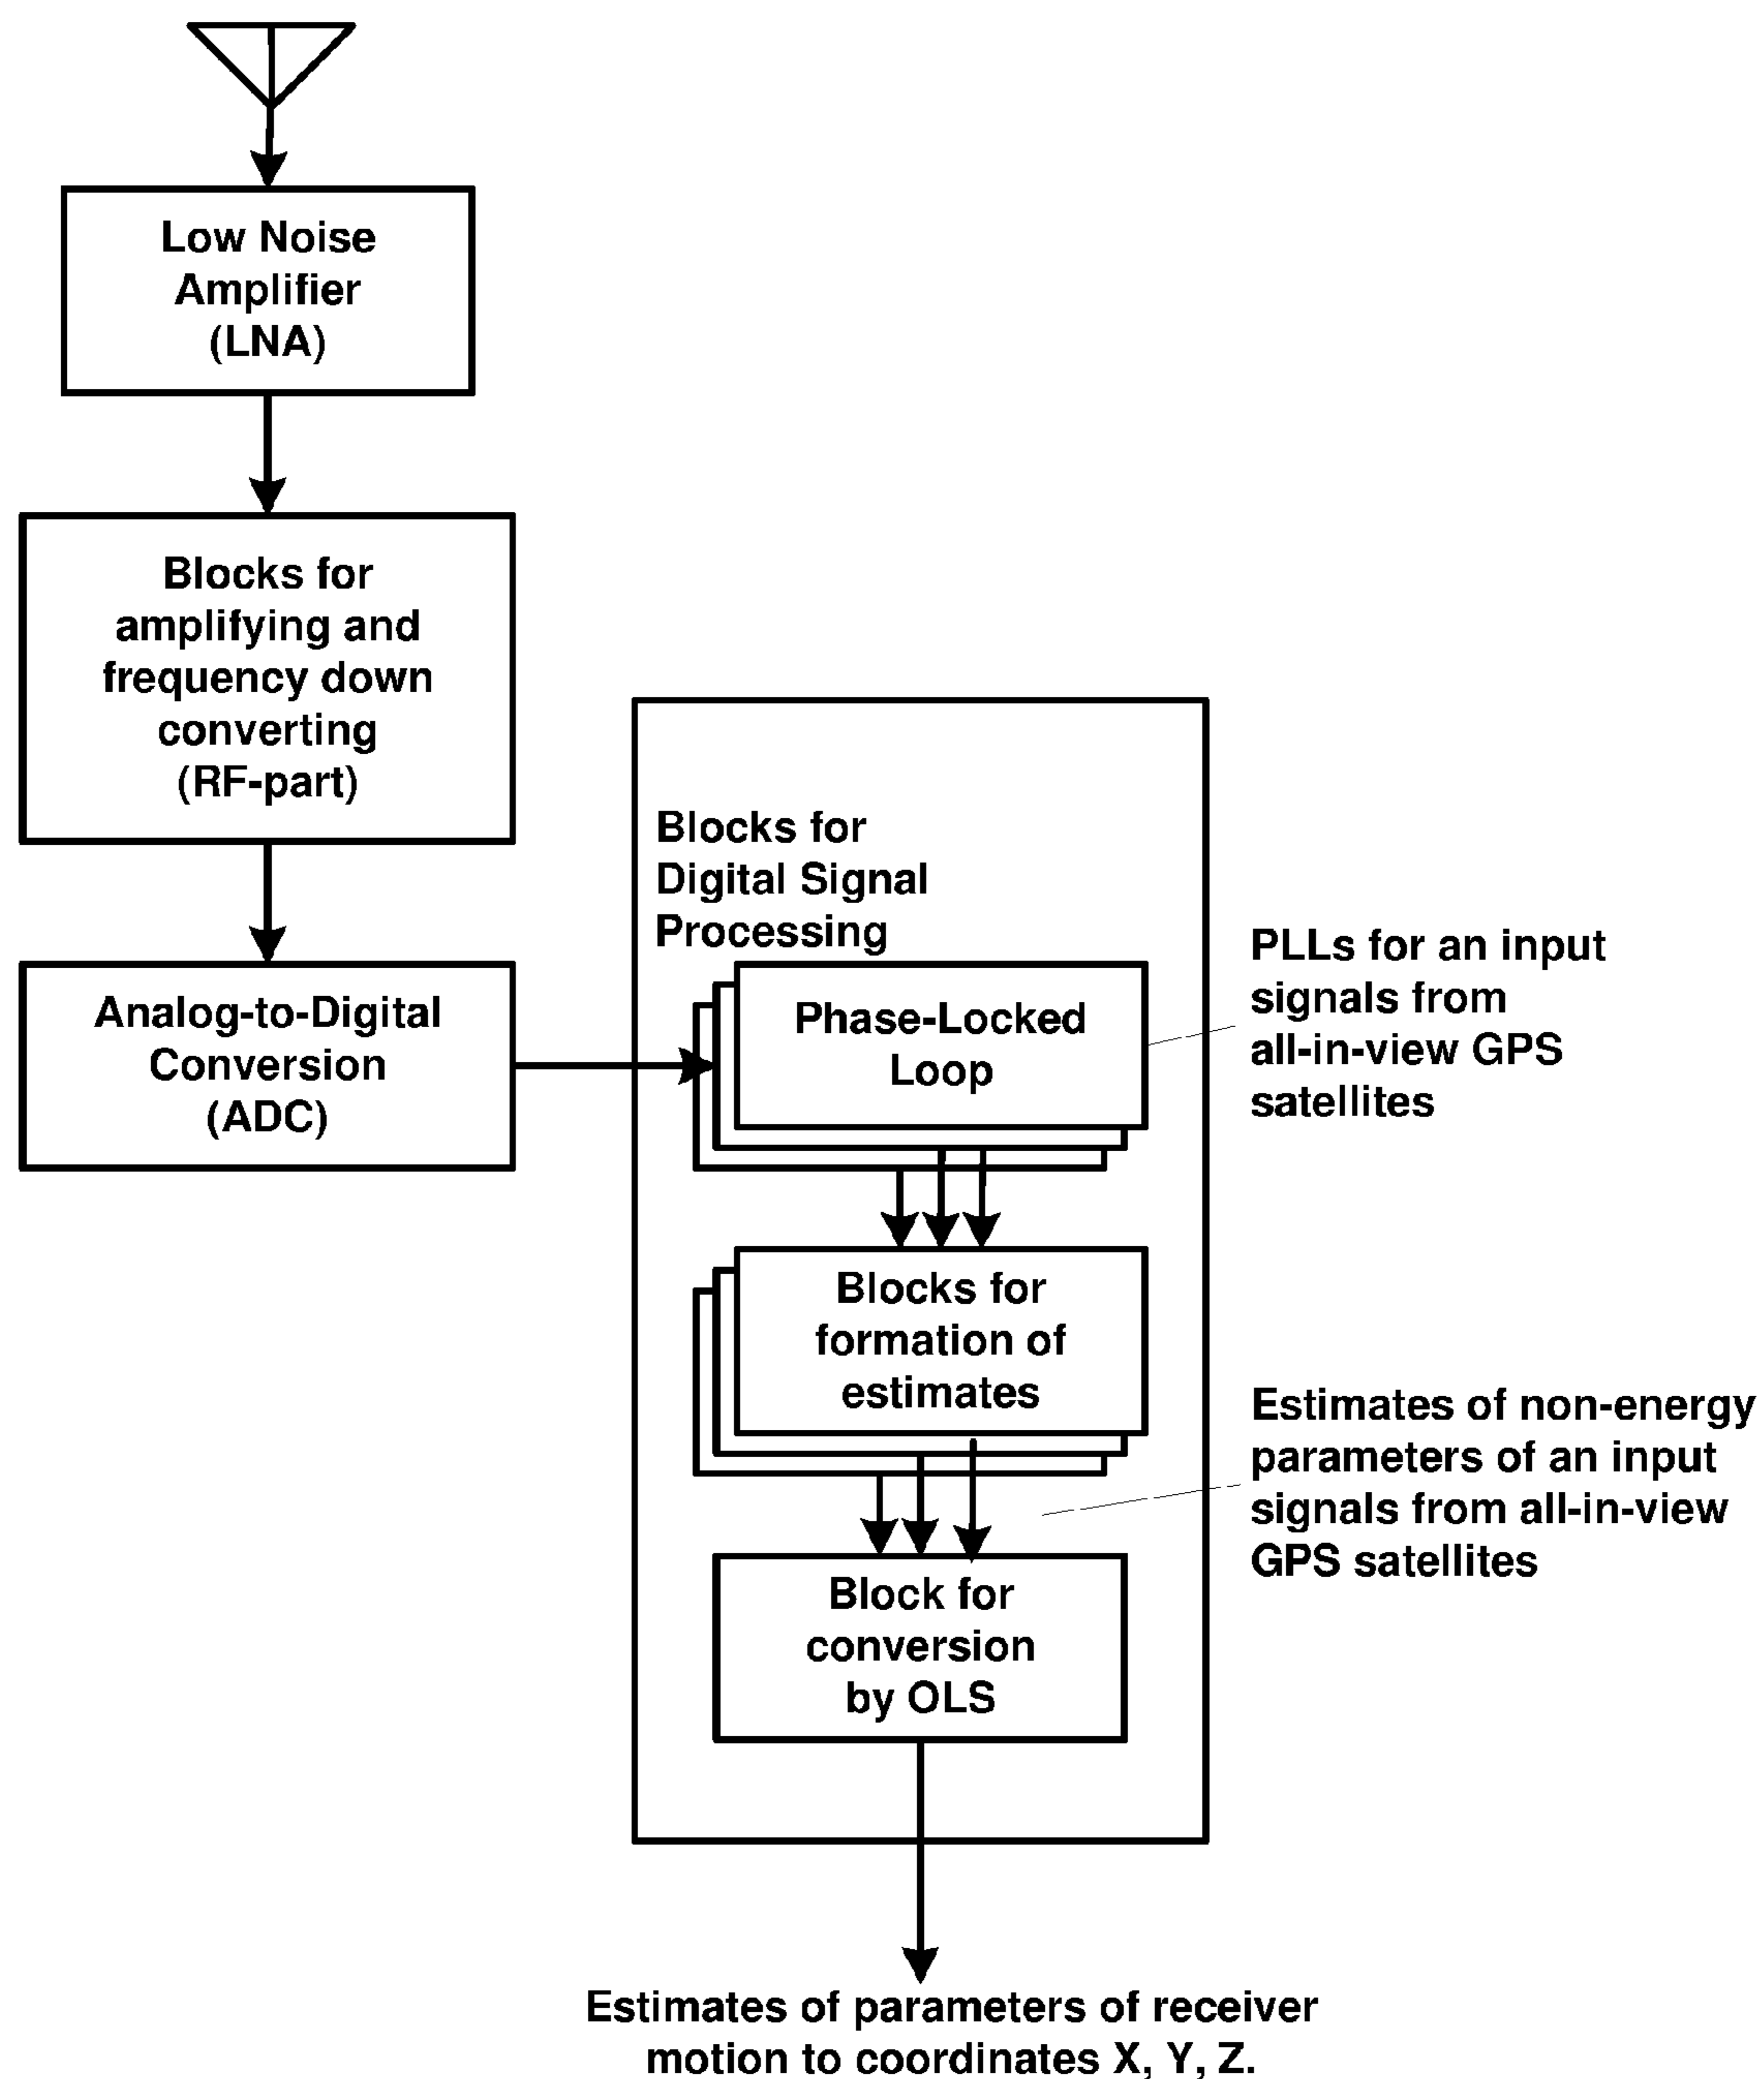 Low Noise
Amplifier
(LNA)
Blocks for
amplifying and
frequency down
converting
(RF-part)
Analog-to-Digital
Conversion
(ADC)
Blocks for
Digital Signal
Processing
Phase-Locked
Loop
PLLs for an input
signals from
all-in-view GPS
satellites
Blocks for
formation of
estimates
Estimates of non-energy
parameters of an input
signals from all-in-view
GPS satellites
Block for
conversion
by OLS
Estimates of parameters of receiver
motion to coordinates X, Y, Z.